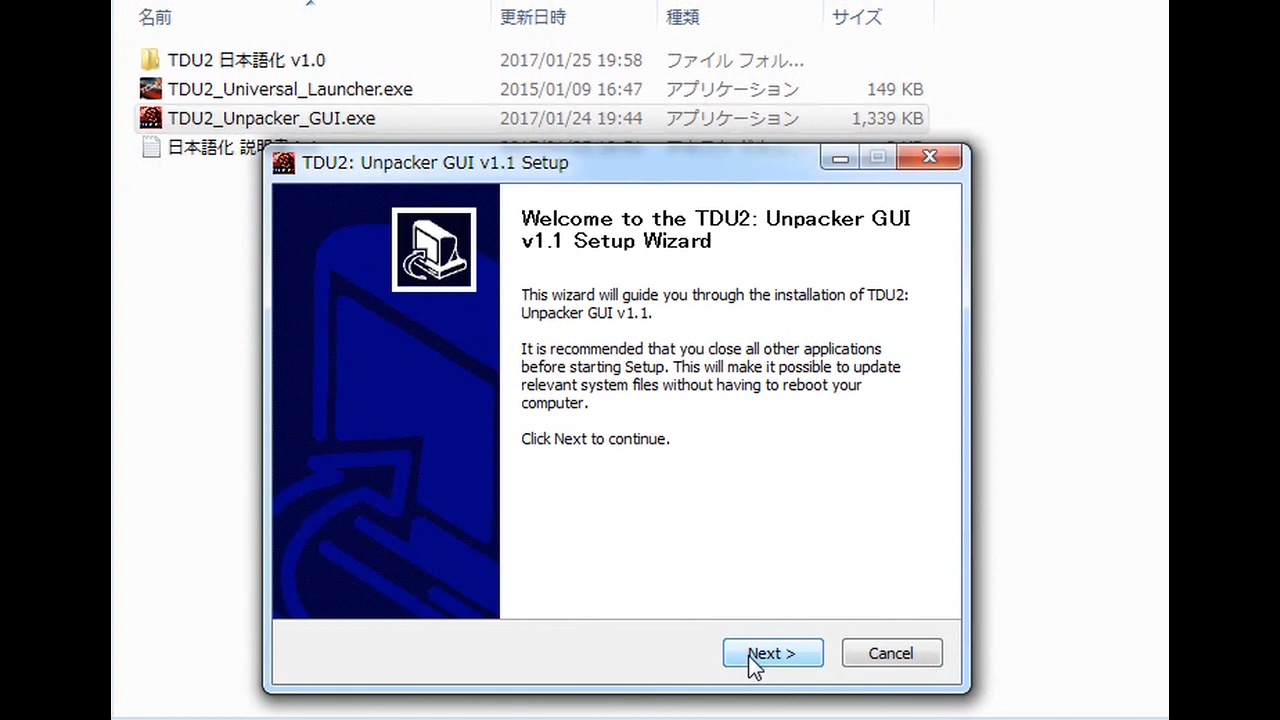 名前 更新日時 種類 サイズ
TDU2 日本語化 v1.0 2017/01/25 19:58 ファイル フォル...
TDU2_Universal_Launcher.exe 2015/01/09 16:47 アプリケーション 149 KB
TDU2_Unpacker_GUI.exe 2017/01/24 19:44 アプリケーション 1,339 KB
日本語化 説明
TDU2: Unpacker GUI v1.1 Setup
Welcome to the TDU2: Unpacker GUI
v1.1 Setup Wizard
This wizard will guide you through the installation of TDU2:
Unpacker GUI v1.1.
It is recommended that you close all other applications
before starting Setup. This will make it possible to update
relevant system files without having to reboot your
computer.
Click Next to continue.
Next > Cancel